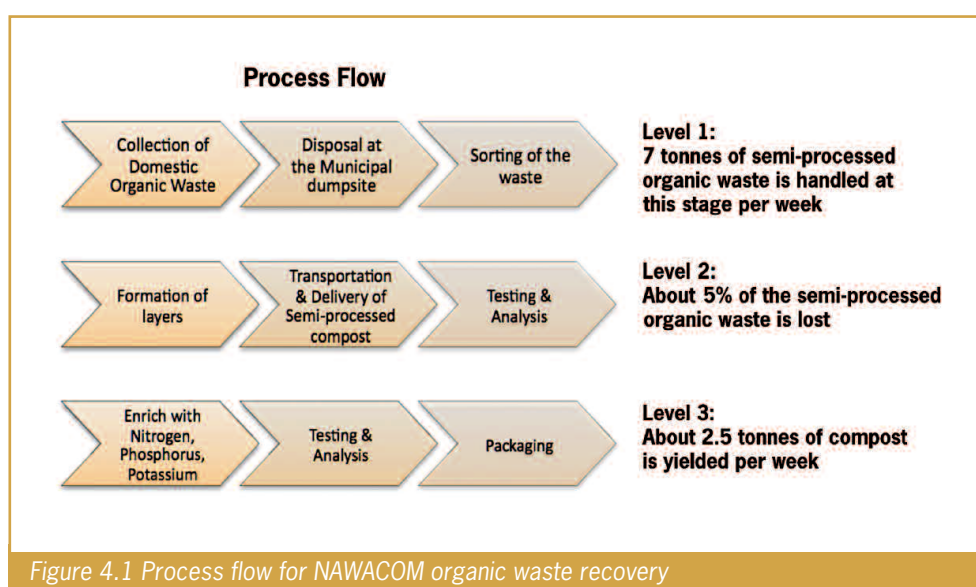 Process Flow
Collection of
Domestic
Organic Waste
Disposal at
the Municipal
dumpsite
Sorting of the
waste
Level 1:
7 tonnes of semi-processed
organic waste is handled at
this stage per week
Formation of
layers
Transportation
& Delivery of
Semi-processed
compost
Testing &
Analysis
Level 2:
About 5% of the semi-processed
organic waste is lost
Enrich with
Nitrogen,
Phosphorus,
Potassium
Testing &
Analysis
Packaging
Level 3:
About 2.5 tonnes of compost
is yielded per week
Figure 4.1 Process flow for NAWACOM organic waste recovery